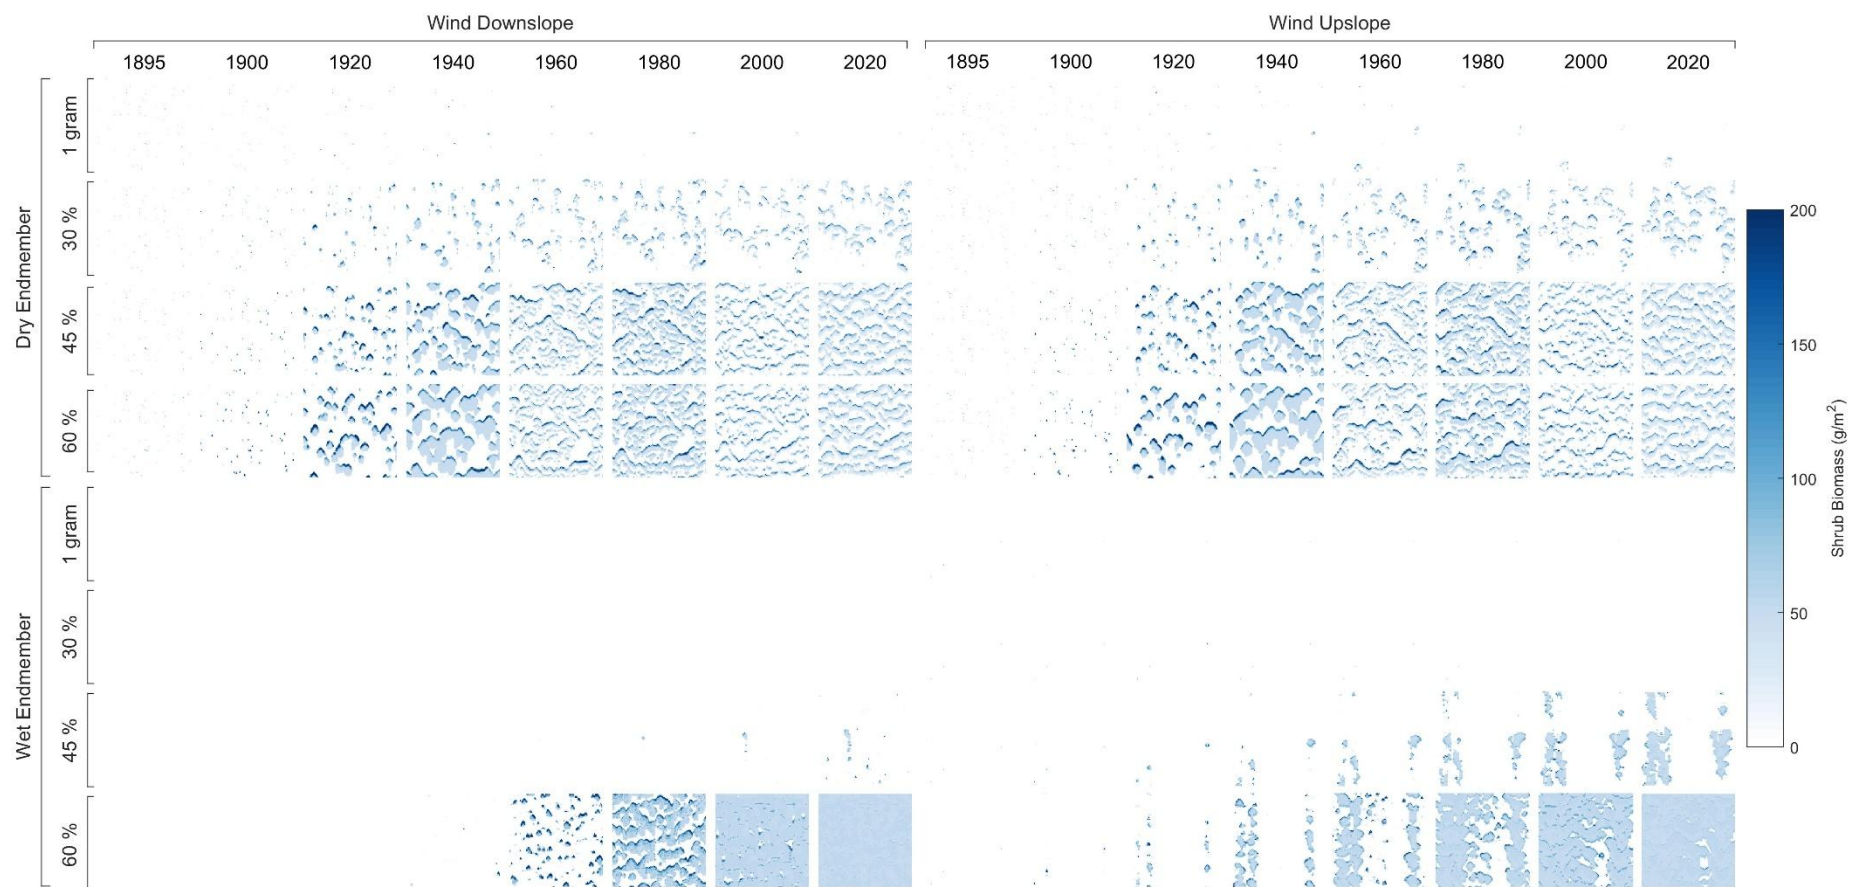 Wind Downslope
Wind Upslope
1895 1900 1920 1940 1960 1980 2000 2020
1895 1900 1920 1940 1960 1980 2000 2020
Dry Endmember
1 gram
30 %
45 %
60 %
Wet Endmember
1 gram
30 %
45 %
60 %
200
150
100
50
0
Shrub Biomass (g/m²)